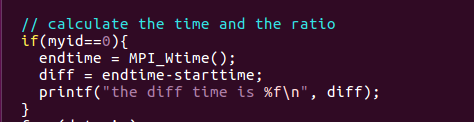 // calculate the time and the ratio
if(myid==0){
endtime = MPI_Wtime();
diff = endtime-starttime;
printf("the diff time is %f\n", diff);
}